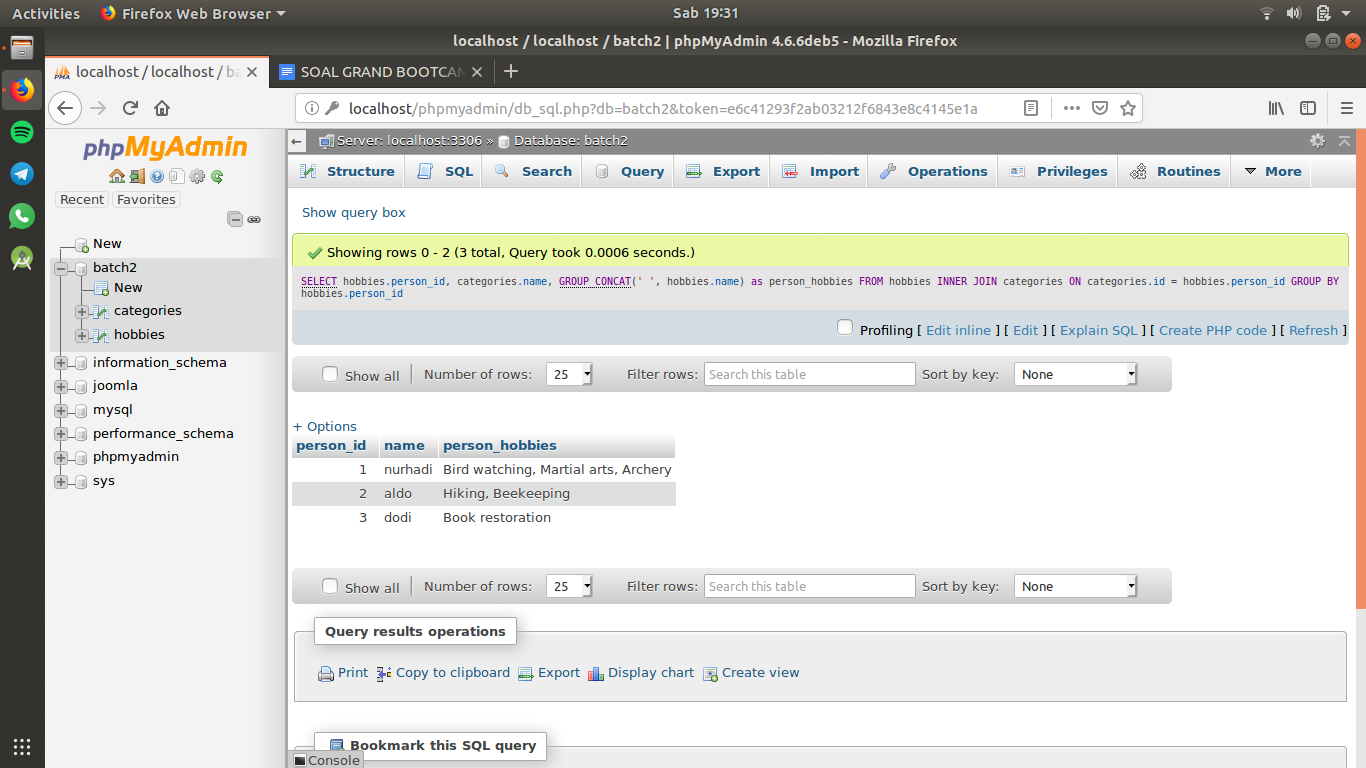 Activities Firefox Web Browser Sab 19:31
localhost / localhost / batch2 | phpMyAdmin 4.6.6deb5 - Mozilla Firefox
localhost / localhost / ba SOAL GRAND BOOTCAM
localhost/phpmyadmin/db_sql.php?db=batch2&token=e6c41293f2ab03212f6843e8c4145e1a
phpMyAdmin
Recent Favorites
New
batch2
New
categories
hobbies
information_schema
joomla
mysql
performance_schema
phpmyadmin
sys
Server: localhost:3306 » Database: batch2
Structure SQL Search Query Export Import Operations Privileges Routines More
Show query box
Showing rows 0 - 2 (3 total, Query took 0.0006 seconds.)
SELECT hobbies.person_id, categories.name, GROUP_CONCAT(' ', hobbies.name) as person_hobbies FROM hobbies INNER JOIN categories ON categories.id = hobbies.person_id GROUP BY
hobbies.person_id
Profiling [ Edit inline ] [ Edit ] [ Explain SQL ] [ Create PHP code ] [ Refresh ]
Show all Number of rows: 25 Filter rows: Search this table Sort by key: None
+ Options
person_id name person_hobbies
1 nurhadi Bird watching, Martial arts, Archery
2 aldo Hiking, Beekeeping
3 dodi Book restoration
Show all Number of rows: 25 Filter rows: Search this table Sort by key: None
Query results operations
Print Copy to clipboard Export Display chart Create view
Bookmark this SQL query
Console